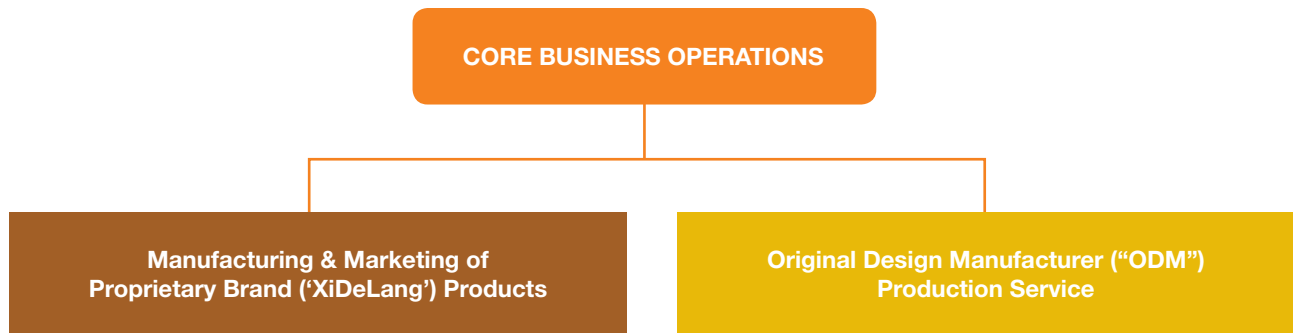 CORE BUSINESS OPERATIONS
Manufacturing & Marketing of
Proprietary Brand (‘XiDeLang’) Products
Original Design Manufacturer (“ODM”)
Production Service